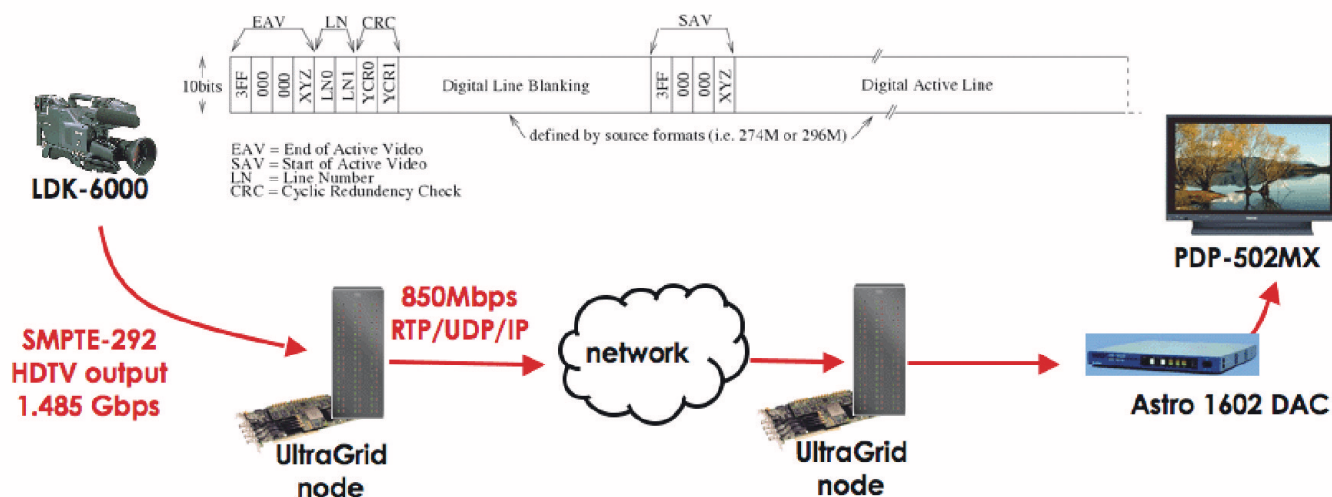 EAV LN CRC SAV
10bits
3FF 000 000 XYZ LN0 LN1 YCR0 YCR1 Digital Line Blanking 3FF 000 000 XYZ Digital Active Line
defined by source formats (i.e. 274M or 296M)
EAV = End of Active Video
SAV = Start of Active Video
LN = Line Number
CRC = Cyclic Redundancy Check
LDK-6000
PDP-502MX
SMPTE-292
HDTV output
1.485 Gbps
850Mbps
RTP/UDP/IP
network
UltraGrid
node
UltraGrid
node
Astro 1602 DAC